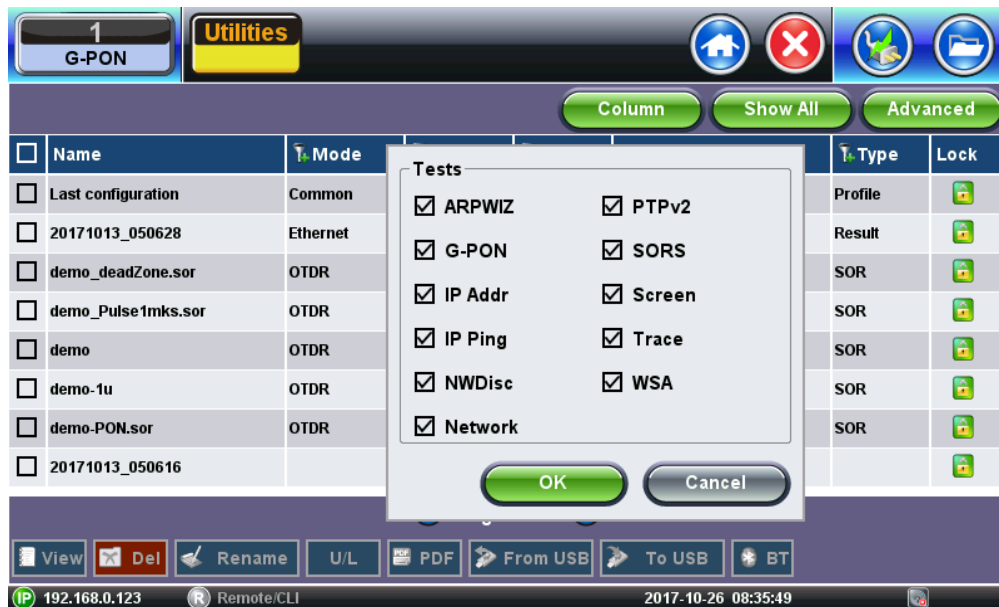 1
G-PON
Utilities
Column
Show All
Advanced
Name
Mode
Type
Lock
Last configuration
Common
Profile
20171013_050628
Ethernet
Result
demo_deadZone.sor
OTDR
SOR
demo_Pulse1mks.sor
OTDR
SOR
demo
OTDR
SOR
demo-1u
OTDR
SOR
demo-PON.sor
OTDR
SOR
20171013_050616
Tests
ARPWIZ
PTPv2
G-PON
SORS
IP Addr
Screen
IP Ping
Trace
NWDisc
WSA
Network
OK
Cancel
View
Del
Rename
U/L
PDF
From USB
To USB
BT
IP 192.168.0.123
R Remote/CLI
2017-10-26 08:35:49